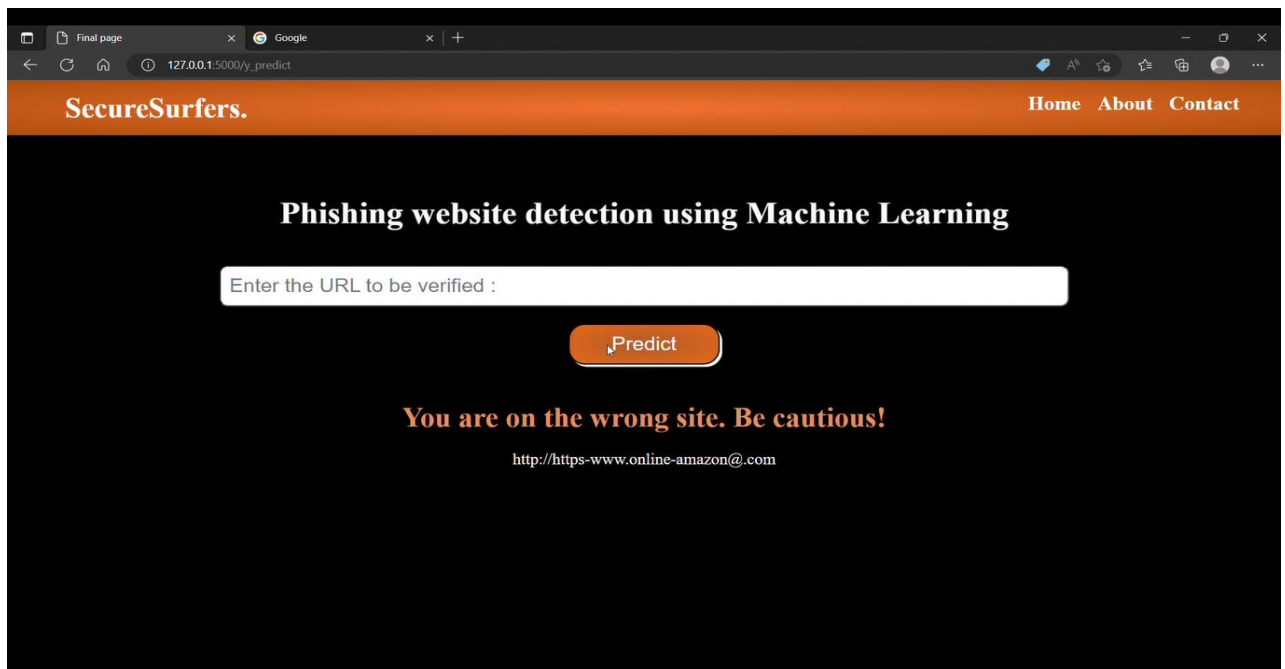 Final page
Google
127.0.0.1:5000/y_predict
SecureSurfers.
Home About Contact
Phishing website detection using Machine Learning
Enter the URL to be verified :
Predict
You are on the wrong site. Be cautious!
http://https-www.online-amazon@.com